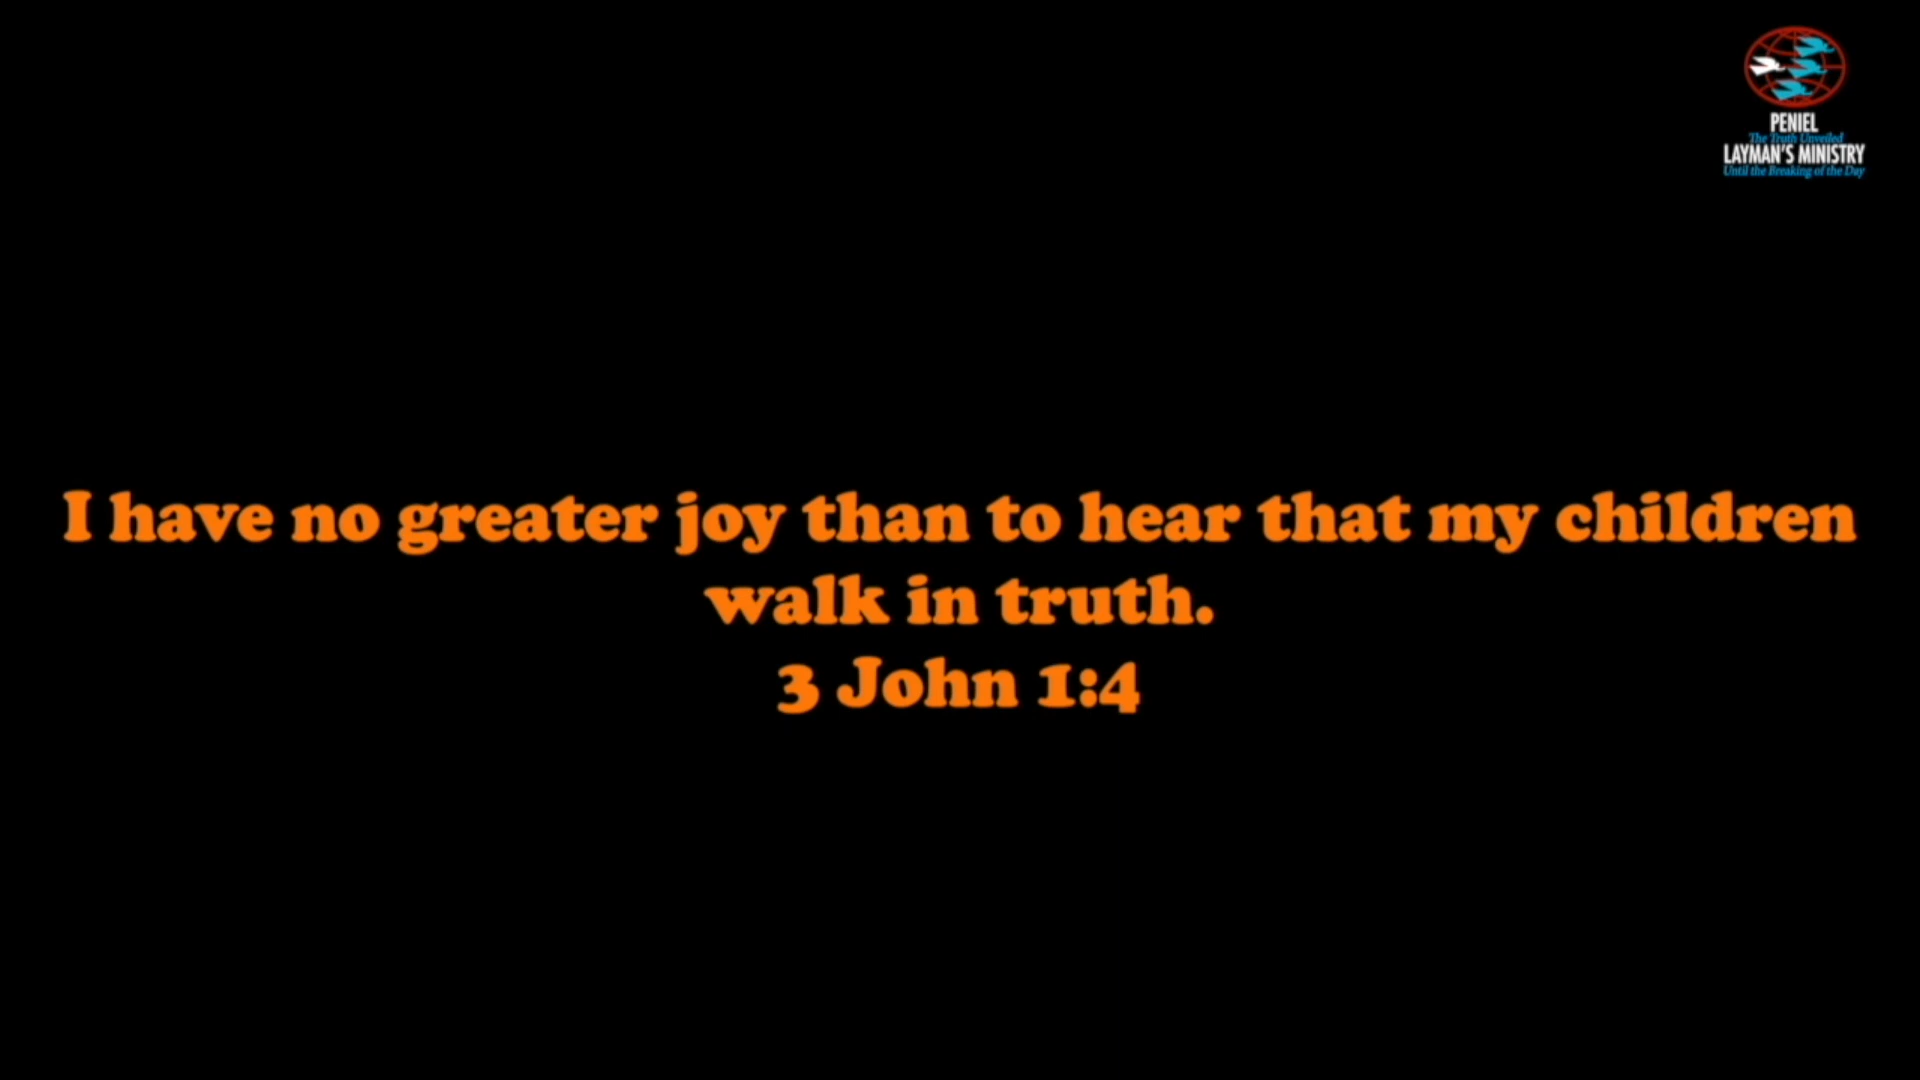 PENIEL
The Truth Unveiled
LAYMAN'S MINISTRY
Until the Breaking of the Day
I have no greater joy than to hear that my children
walk in truth.
3 John 1:4